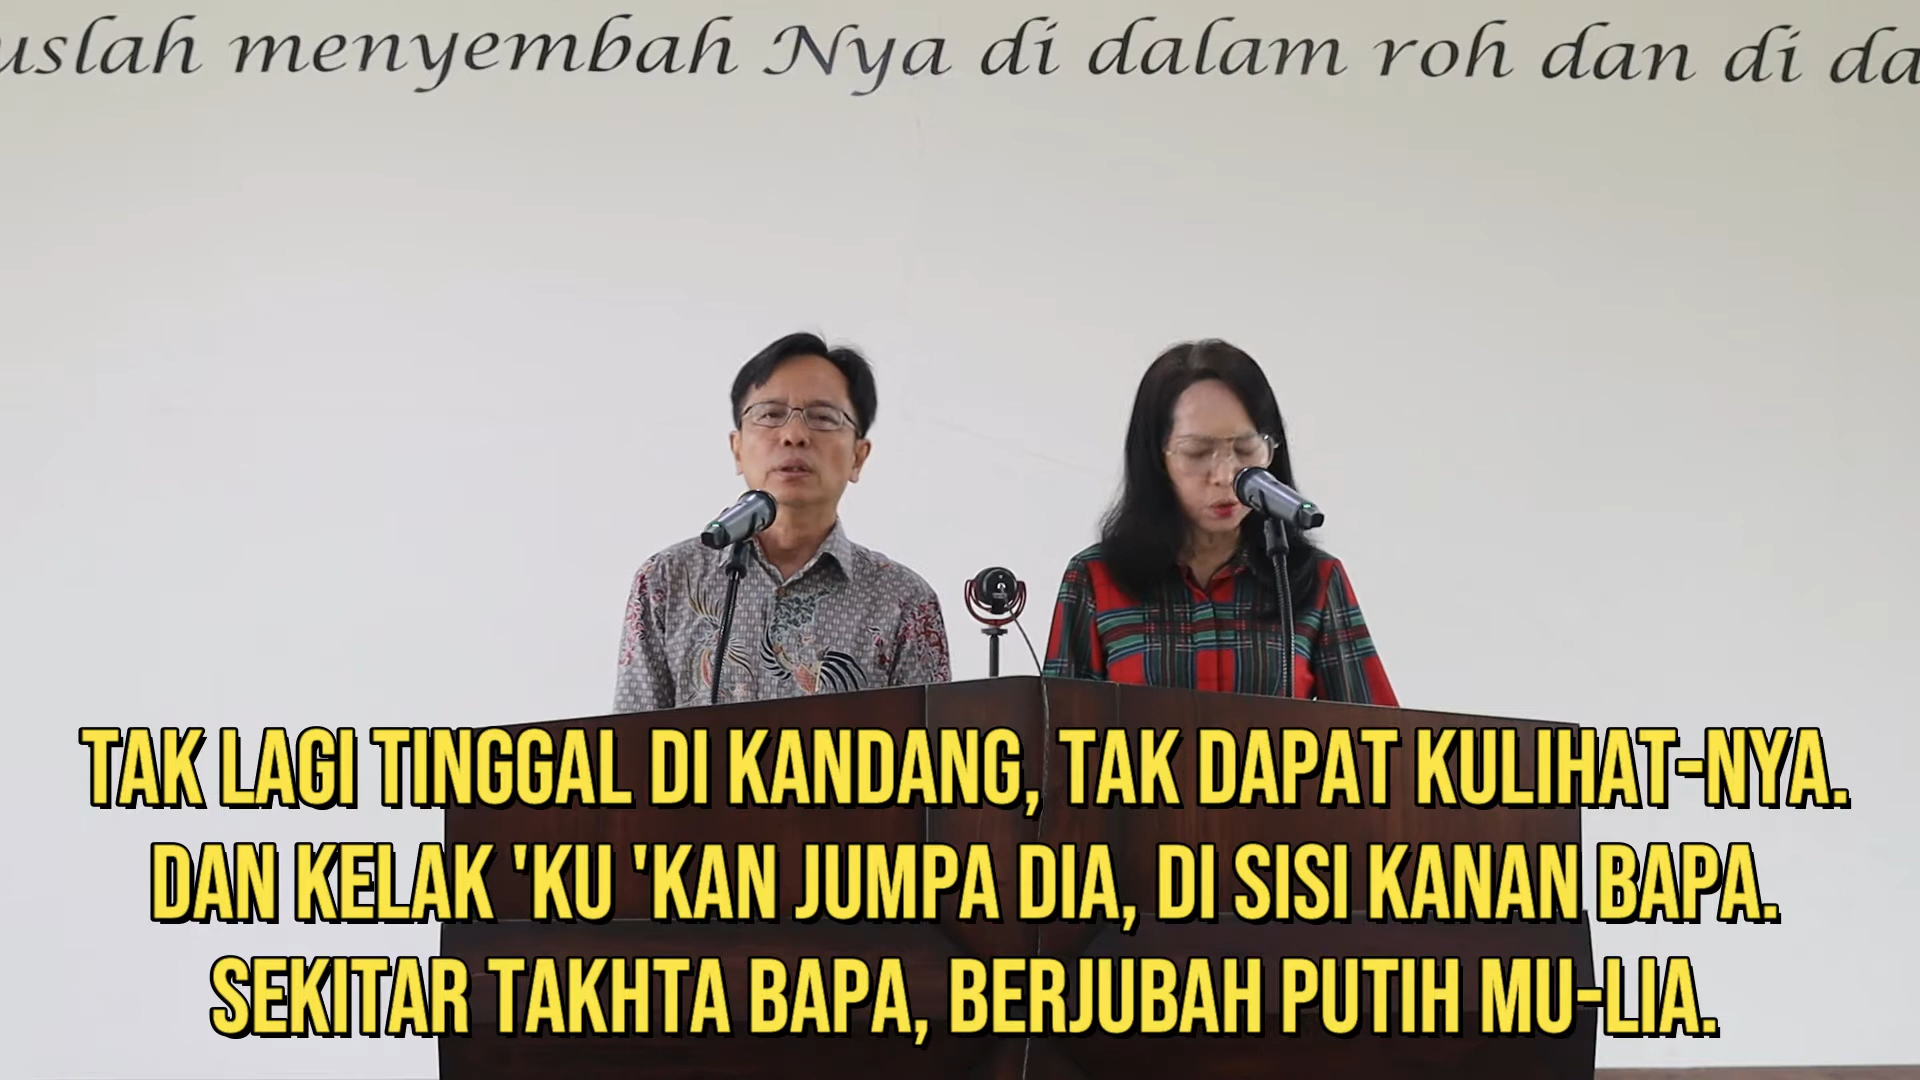 uslah menyembah Nya di dalam roh dan di da
TAK LAGI TINGGAL DI KANDANG, TAK DAPAT KULIHAT-NYA.
DAN KELAK 'KU 'KAN JUMPA DIA, DI SISI KANAN BAPA.
SEKITAR TAKHTA BAPA, BERJUBAH PUTIH MU-LIA.